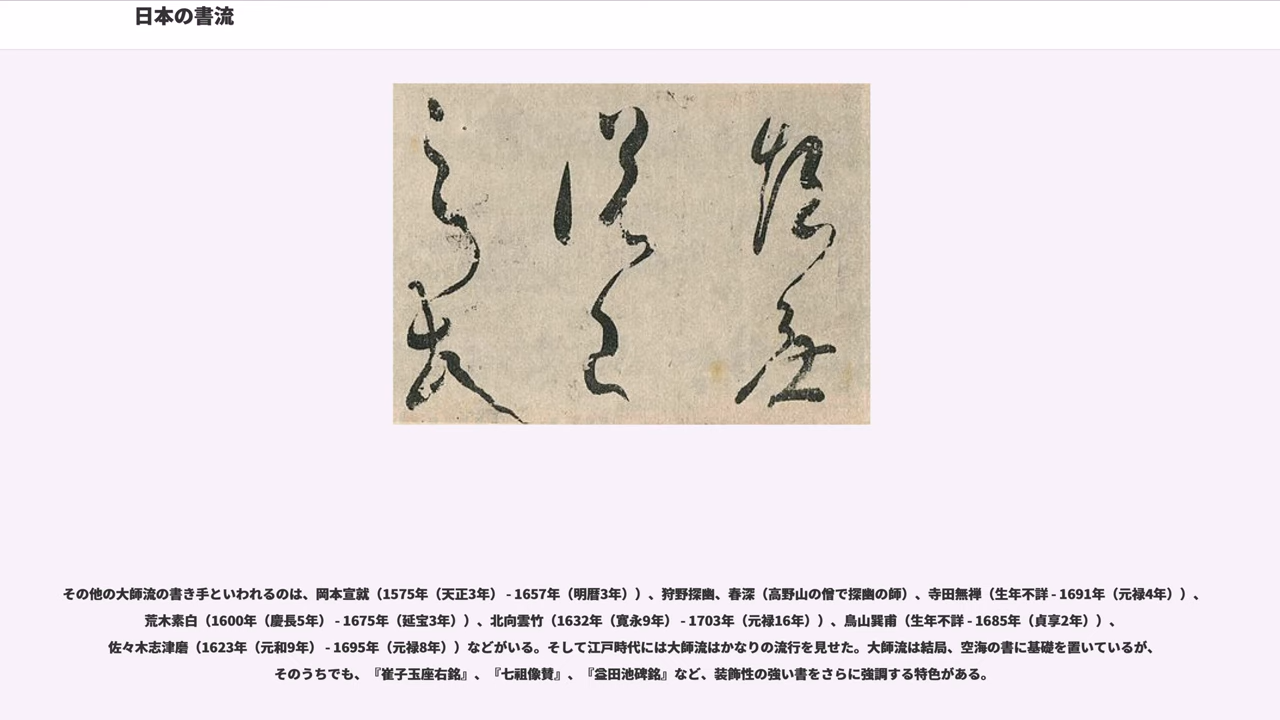 日本の書流
短無
説己
之長
その他の大師流の書き手といわれるのは、岡本宣就（1575年（天正3年） - 1657年（明暦3年））、狩野探幽、春深（高野山の僧で探幽の師）、寺田無禅（生年不詳 - 1691年（元禄4年））、
荒木素白（1600年（慶長5年） - 1675年（延宝3年））、北向雲竹（1632年（寛永9年） - 1703年（元禄16年））、鳥山巽甫（生年不詳 - 1685年（貞享2年））、
佐々木志津磨（1623年（元和9年） - 1695年（元禄8年））などがいる。そして江戸時代には大師流はかなりの流行を見せた。大師流は結局、空海の書に基礎を置いているが、
そのうちでも、『崔子玉座右銘』、『七祖像賛』、『益田池碑銘』など、装飾性の強い書をさらに強調する特色がある。